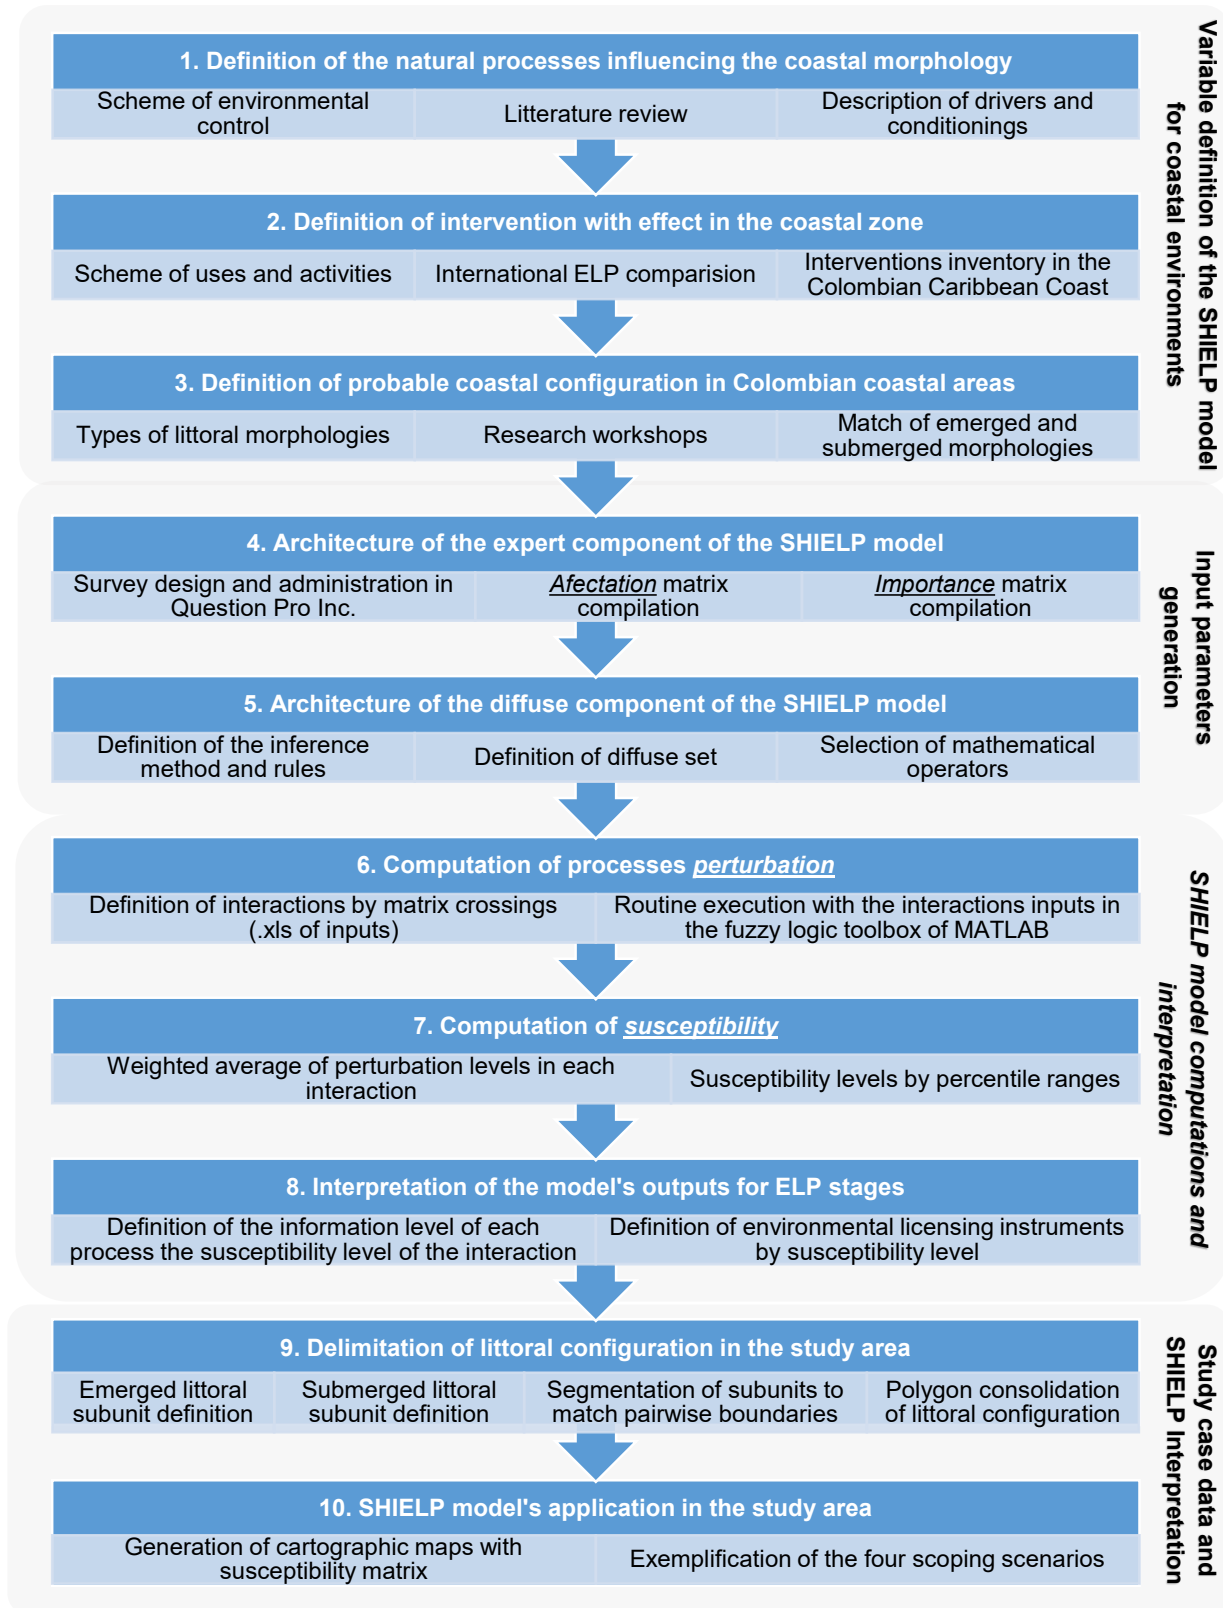 1. Definition of the natural processes influencing the coastal morphology
Scheme of environmental
control
Litterature review
Description of drivers and
conditionings
2. Definition of intervention with effect in the coastal zone
Scheme of uses and activities
International ELP comparision
Interventions inventory in the
Colombian Caribbean Coast
3. Definition of probable coastal configuration in Colombian coastal areas
Types of littoral morphologies
Research workshops
Match of emerged and
submerged morphologies
Variable definition of the SHIELP model
for coastal environments
4. Architecture of the expert component of the SHIELP model
Survey design and administration in
Question Pro Inc.
Afectation matrix
compilation
Importance matrix
compilation
5. Architecture of the diffuse component of the SHIELP model
Definition of the inference
method and rules
Definition of diffuse set
Selection of mathematical
operators
Input parameters
generation
6. Computation of processes perturbation
Definition of interactions by matrix crossings
(.xls of inputs)
Routine execution with the interactions inputs in
the fuzzy logic toolbox of MATLAB
7. Computation of susceptibility
Weighted average of perturbation levels in each
interaction
Susceptibility levels by percentile ranges
8. Interpretation of the model's outputs for ELP stages
Definition of the information level of each
process the susceptibility level of the interaction
Definition of environmental licensing instruments
by susceptibility level
SHIELP model computations and
interpretation
9. Delimitation of littoral configuration in the study area
Emerged littoral
subunit definition
Submerged littoral
subunit definition
Segmentation of subunits to
match pairwise boundaries
Polygon consolidation
of littoral configuration
10. SHIELP model's application in the study area
Generation of cartographic maps with
susceptibility matrix
Exemplification of the four scoping scenarios
Study case data and
SHIELP Interpretation